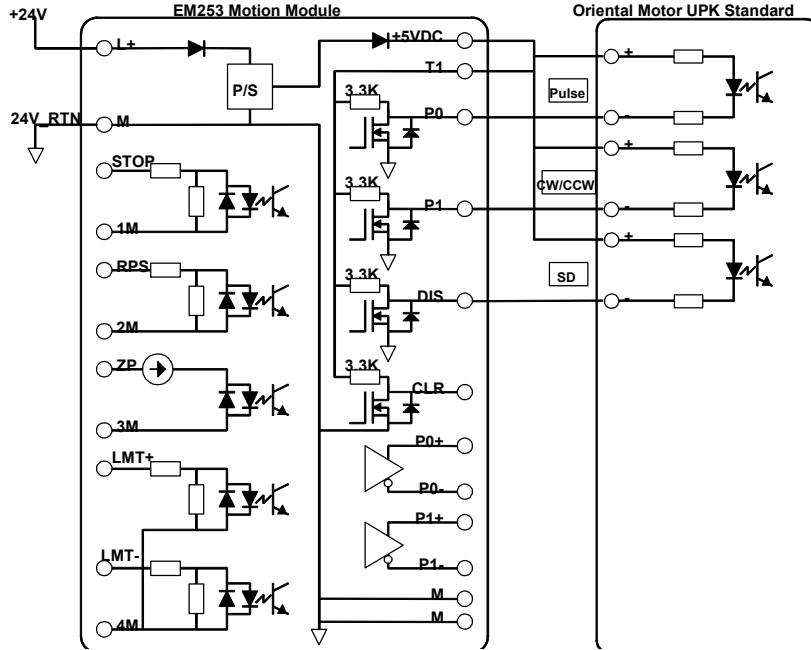 EM253 Motion Module
Oriental Motor UPK Standard
+24V
L+
+5VDC
+
T1
P/S
3.3K
Pulse
24V_RTN
M
P0
-
STOP
+
3.3K
CW/CCW
1M
P1
-
RPS
+
3.3K
SD
2M
DIS
-
ZP
3.3K
CLR
3M
P0+
LMT+
P0-
P1+
LMT-
P1-
M
4M
M